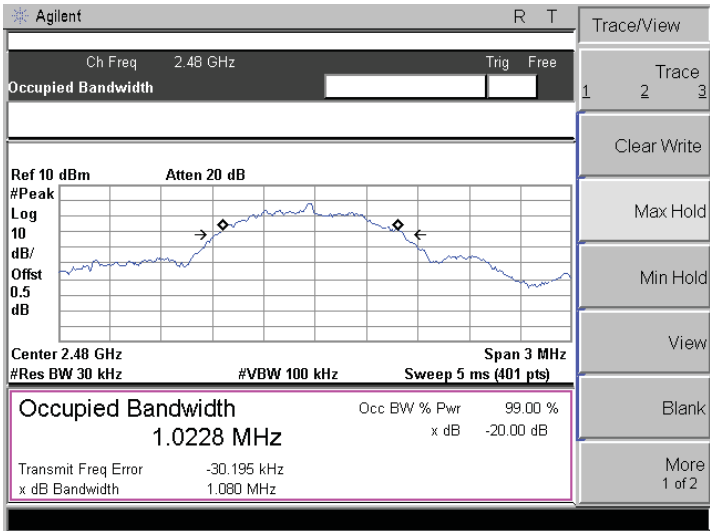 Agilent R T
Ch Freq 2.48 GHz Trig Free
Occupied Bandwidth
Ref 10 dBm Atten 20 dB
#Peak
Log
10
dB/
Offst
0.5
dB
Center 2.48 GHz Span 3 MHz
#Res BW 30 kHz #VBW 100 kHz Sweep 5 ms (401 pts)
Occupied Bandwidth Occ BW % Pwr 99.00 %
1.0228 MHz x dB -20.00 dB
Transmit Freq Error -30.195 kHz
x dB Bandwidth 1.080 MHz
Trace/View
Trace
1 2 3
Clear Write
Max Hold
Min Hold
View
Blank
More
1 of 2